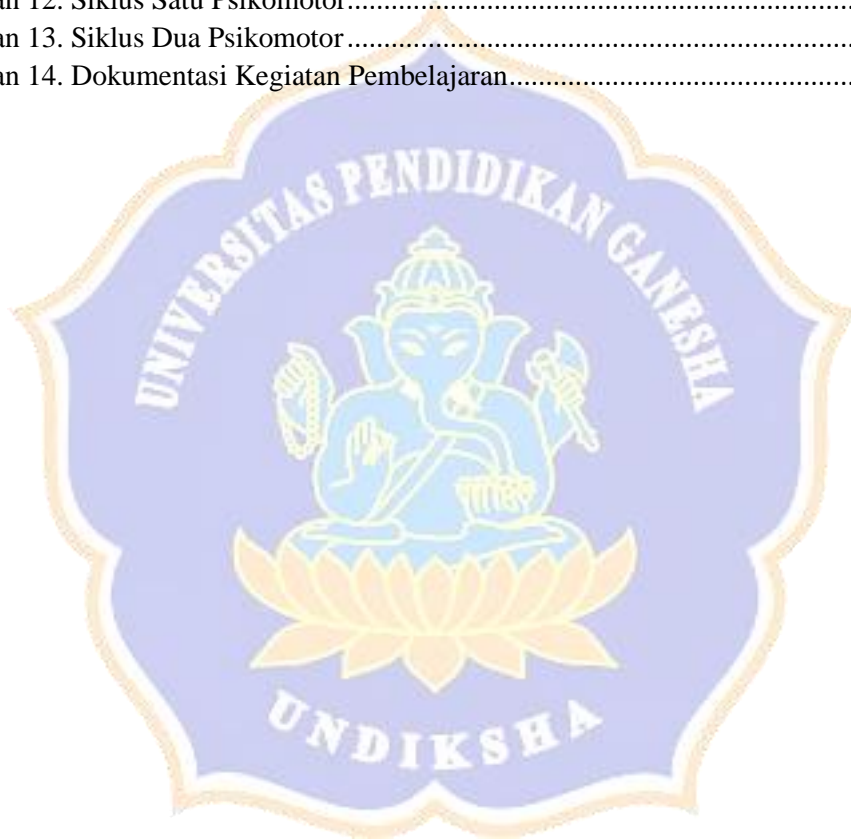 an 12. Siklus Satu Psikomotor
an 13. Siklus Dua Psikomotor
an 14. Dokumentasi Kegiatan Pembelajaran
UNIVERSITAS PENDIDIKAN GANESHA
UNDIKSHA